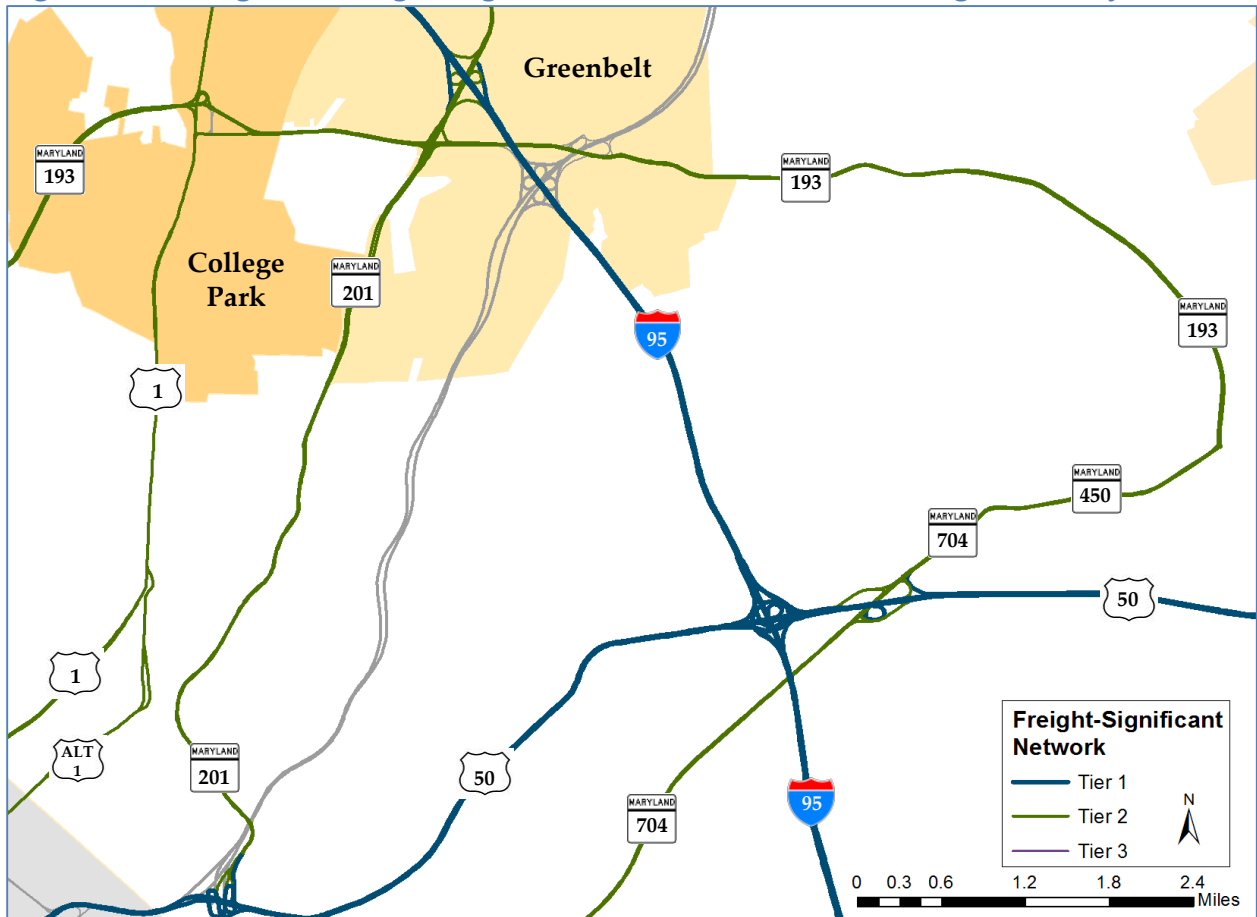 Greenbelt
MARYLAND
193
MARYLAND
193
College
Park
MARYLAND
201
MARYLAND
193
95
1
MARYLAND
450
MARYLAND
704
50
1
ALT
1
MARYLAND
201
50
95
MARYLAND
704
Freight-Significant
Network
Tier 1
Tier 2
Tier 3
N
0 0.3 0.6 1.2 1.8 2.4
Miles